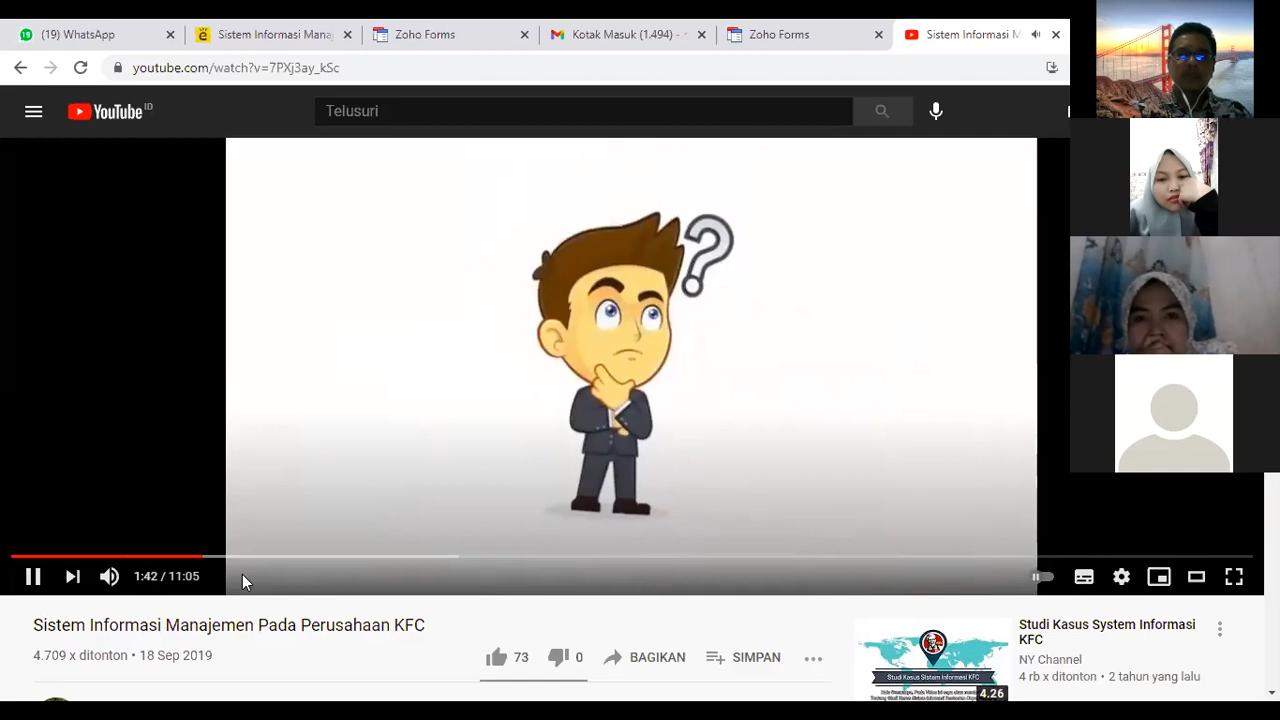 (19) WhatsApp
Sistem Informasi Mana
Zoho Forms
Kotak Masuk (1.494) -
Zoho Forms
Sistem Informasi M
youtube.com/watch?v=7PXj3ay_kSc
YouTube ID
Telusuri
?
1:42 / 11:05
Sistem Informasi Manajemen Pada Perusahaan KFC
4.709 x ditonton • 18 Sep 2019
73
0
BAGIKAN
SIMPAN
Studi Kasus System Informasi
KFC
NY Channel
4 rb x ditonton • 2 tahun yang lalu
Studi Kasus Sistem Informasi KFC
4.26